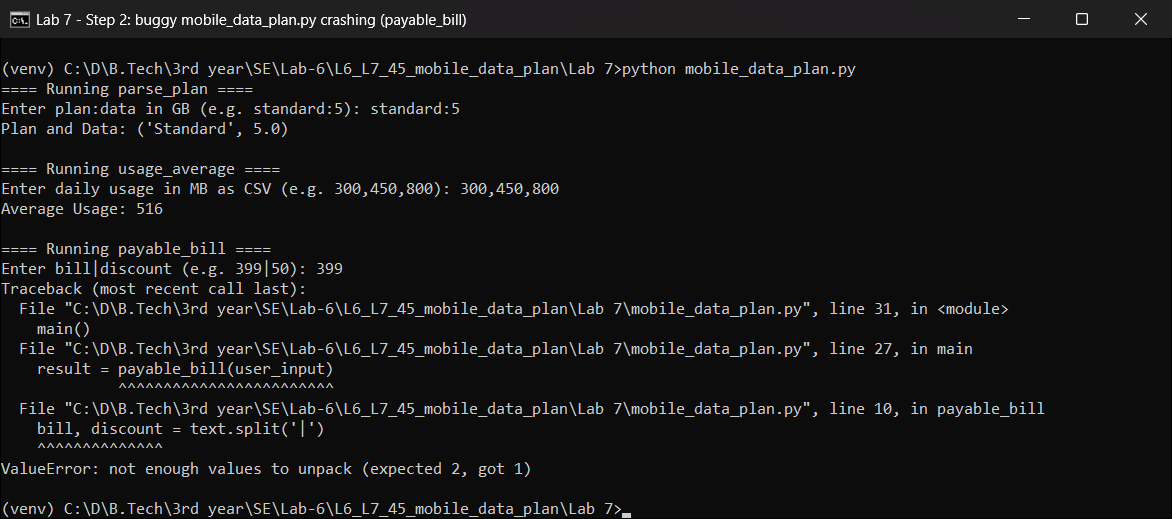 Lab 7 - Step 2: buggy mobile_data_plan.py crashing (payable_bill)
(venv) C:\D\B.Tech\3rd year\SE\Lab-6\L6_L7_45_mobile_data_plan\Lab 7>python mobile_data_plan.py
==== Running parse_plan ====
Enter plan:data in GB (e.g. standard:5): standard:5
Plan and Data: ('Standard', 5.0)

==== Running usage_average ====
Enter daily usage in MB as CSV (e.g. 300,450,800): 300,450,800
Average Usage: 516

==== Running payable_bill ====
Enter bill|discount (e.g. 399|50): 399
Traceback (most recent call last):
  File "C:\D\B.Tech\3rd year\SE\Lab-6\L6_L7_45_mobile_data_plan\Lab 7\mobile_data_plan.py", line 31, in <module>
    main()
  File "C:\D\B.Tech\3rd year\SE\Lab-6\L6_L7_45_mobile_data_plan\Lab 7\mobile_data_plan.py", line 27, in main
    result = payable_bill(user_input)
             ^^^^^^^^^^^^^^^^^^^^^^^^
  File "C:\D\B.Tech\3rd year\SE\Lab-6\L6_L7_45_mobile_data_plan\Lab 7\mobile_data_plan.py", line 10, in payable_bill
    bill, discount = text.split('|')
    ^^^^^^^^^^^^^^
ValueError: not enough values to unpack (expected 2, got 1)

(venv) C:\D\B.Tech\3rd year\SE\Lab-6\L6_L7_45_mobile_data_plan\Lab 7>